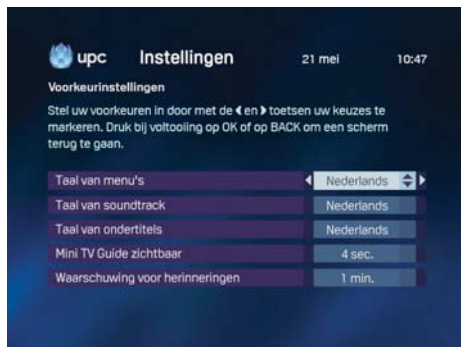 upc Instellingen 21 mei 10:47
Voorkeurinstellingen
Stel uw voorkeuren in door met de en toetsen uw keuzes te
markeren. Druk bij voltooiing op OK of op BACK om een scherm
terug te gaan.
Taal van menu's Nederlands
Taal van soundtrack Nederlands
Taal van ondertitels Nederlands
Mini TV Guide zichtbaar 4 sec.
Waarschuwing voor herinneringen 1 min.